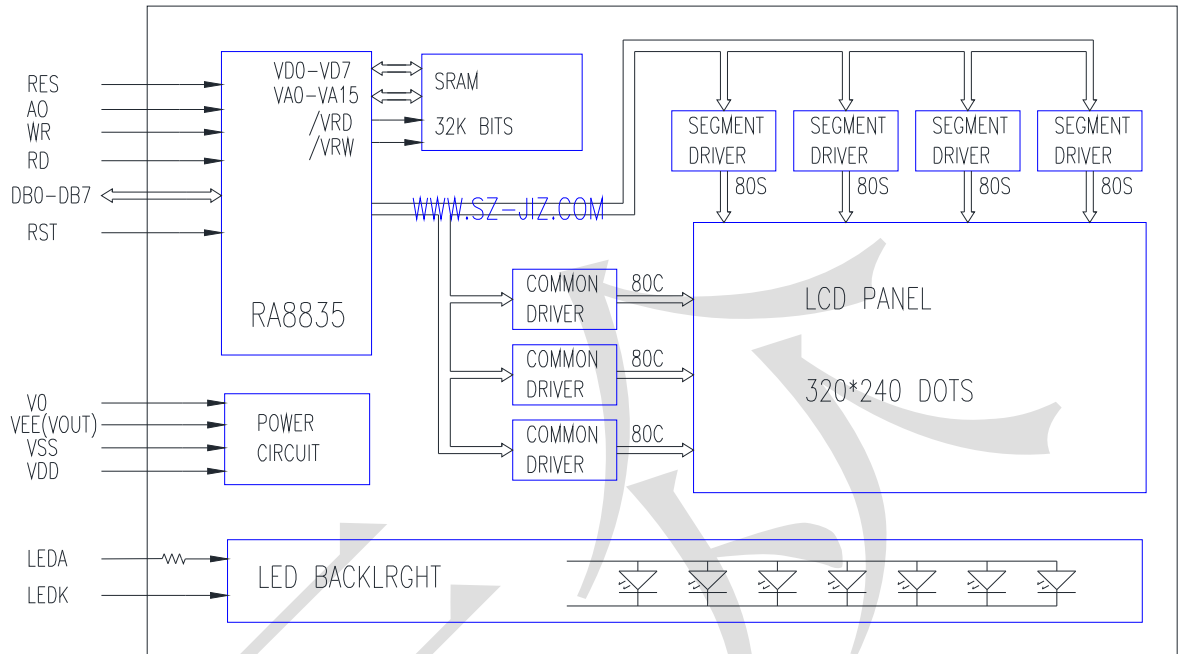 RES
A0
WR
RD
DB0-DB7
RST
VD0-VD7
VA0-VA15
/VRD
/VRW
RA8835
SRAM
32K BITS
WWW.SZ-JIZ.COM
SEGMENT
DRIVER
80S
SEGMENT
DRIVER
80S
SEGMENT
DRIVER
80S
SEGMENT
DRIVER
80S
COMMON
DRIVER
80C
COMMON
DRIVER
80C
COMMON
DRIVER
80C
LCD PANEL
320*240 DOTS
V0
VEE(VOUT)
VSS
VDD
POWER
CIRCUIT
LEDA
LEDK
LED BACKLRGHT